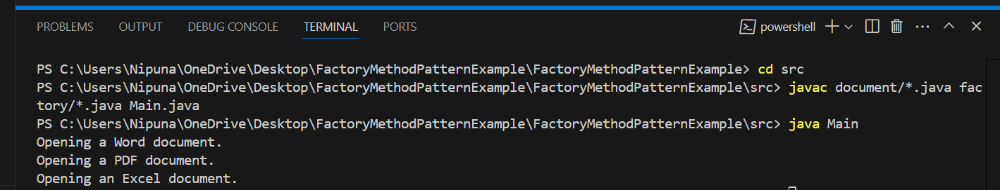 PROBLEMS OUTPUT DEBUG CONSOLE TERMINAL PORTS powershell
PS C:\Users\Nipuna\OneDrive\Desktop\FactoryMethodPatternExample\FactoryMethodPatternExample> cd src
PS C:\Users\Nipuna\OneDrive\Desktop\FactoryMethodPatternExample\FactoryMethodPatternExample\src> javac document/*.java fac
tory/*.java Main.java
PS C:\Users\Nipuna\OneDrive\Desktop\FactoryMethodPatternExample\FactoryMethodPatternExample\src> java Main
Opening a Word document.
Opening a PDF document.
Opening an Excel document.